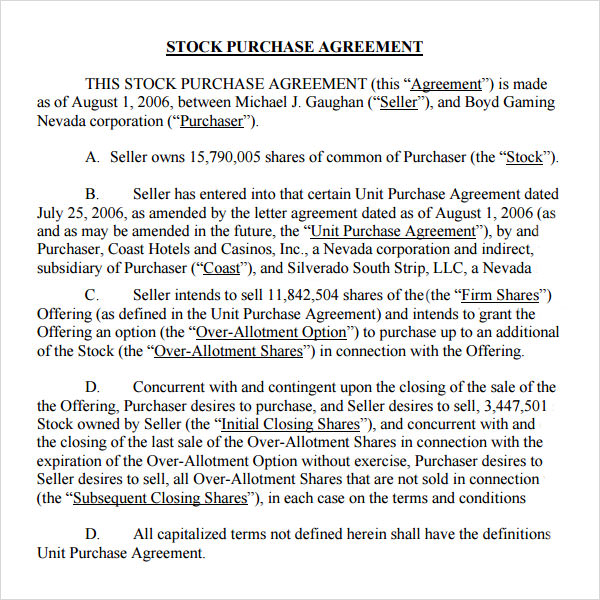 STOCK PURCHASE AGREEMENT
THIS STOCK PURCHASE AGREEMENT (this “Agreement”) is made
as of August 1, 2006, between Michael J. Gaughan (“Seller”), and Boyd Gaming
Nevada corporation (“Purchaser”).
A. Seller owns 15,790,005 shares of common of Purchaser (the “Stock”).
B. Seller has entered into that certain Unit Purchase Agreement dated
July 25, 2006, as amended by the letter agreement dated as of August 1, 2006 (as
and as may be amended in the future, the “Unit Purchase Agreement”), by and
Purchaser, Coast Hotels and Casinos, Inc., a Nevada corporation and indirect,
subsidiary of Purchaser (“Coast”), and Silverado South Strip, LLC, a Nevada
C. Seller intends to sell 11,842,504 shares of the(the “Firm Shares”)
Offering (as defined in the Unit Purchase Agreement) and intends to grant the
Offering an option (the “Over-Allotment Option”) to purchase up to an additional
of the Stock (the “Over-Allotment Shares”) in connection with the Offering.
D. Concurrent with and contingent upon the closing of the sale of the
the Offering, Purchaser desires to purchase, and Seller desires to sell, 3,447,501
Stock owned by Seller (the “Initial Closing Shares”), and concurrent with and
the closing of the last sale of the Over-Allotment Shares in connection with the
expiration of the Over-Allotment Option without exercise, Purchaser desires to
Seller desires to sell, all Over-Allotment Shares that are not sold in connection
(the “Subsequent Closing Shares”), in each case on the terms and conditions
D. All capitalized terms not defined herein shall have the definitions
Unit Purchase Agreement.